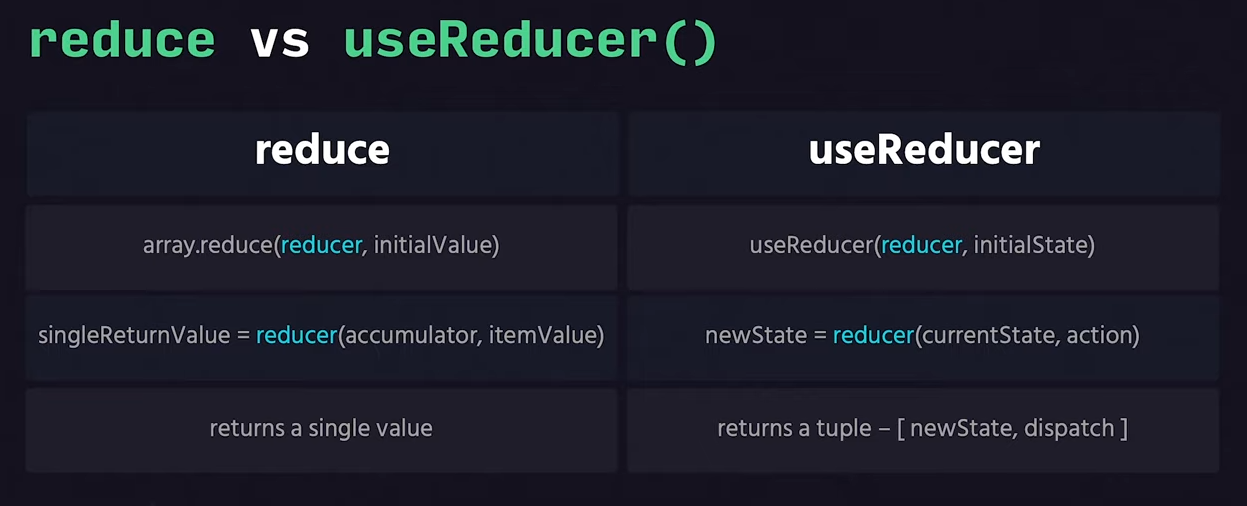 reduce vs useReducer()
reduce
useReducer
array.reduce(reducer, initialValue)
useReducer(reducer, initialState)
singleReturnValue = reducer(accumulator, itemValue)
newState = reducer(currentState, action)
returns a single value
returns a tuple – [ newState, dispatch ]